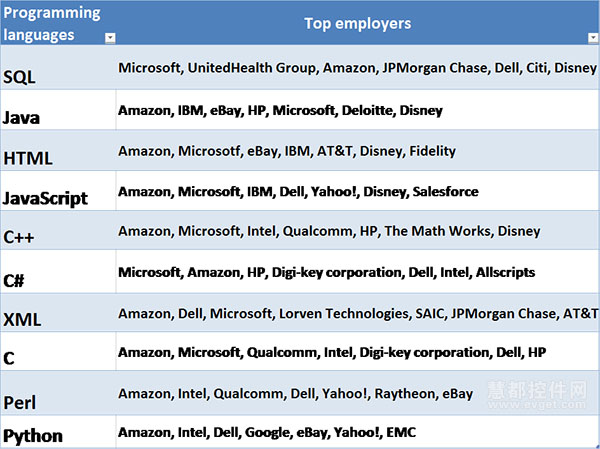 Programming
languages
Top employers
SQL
Microsoft, UnitedHealth Group, Amazon, JPMorgan Chase, Dell, Citi, Disney
Java
Amazon, IBM, eBay, HP, Microsoft, Deloitte, Disney
HTML
Amazon, Microsotf, eBay, IBM, AT&T, Disney, Fidelity
JavaScript
Amazon, Microsoft, IBM, Dell, Yahoo!, Disney, Salesforce
C++
Amazon, Microsoft, Intel, Qualcomm, HP, The Math Works, Disney
C#
Microsoft, Amazon, HP, Digi-key corporation, Dell, Intel, Allscripts
XML
Amazon, Dell, Microsoft, Lorven Technologies, SAIC, JPMorgan Chase, AT&T
C
Amazon, Microsoft, Qualcomm, Intel, Digi-key corporation, Dell, HP
Perl
Amazon, Intel, Qualcomm, Dell, Yahoo!, Raytheon, eBay
慧都控件网
www.evget.com
Python
Amazon, Intel, Dell, Google, eBay, Yahoo!, EMC